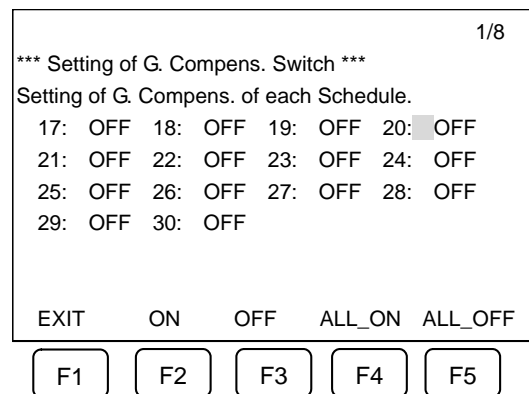 1/8
*** Setting of G. Compens. Switch ***
Setting of G. Compens. of each Schedule.
17: OFF 18: OFF 19: OFF 20: OFF
21: OFF 22: OFF 23: OFF 24: OFF
25: OFF 26: OFF 27: OFF 28: OFF
29: OFF 30: OFF
EXIT ON OFF ALL_ON ALL_OFF
F1 F2 F3 F4 F5